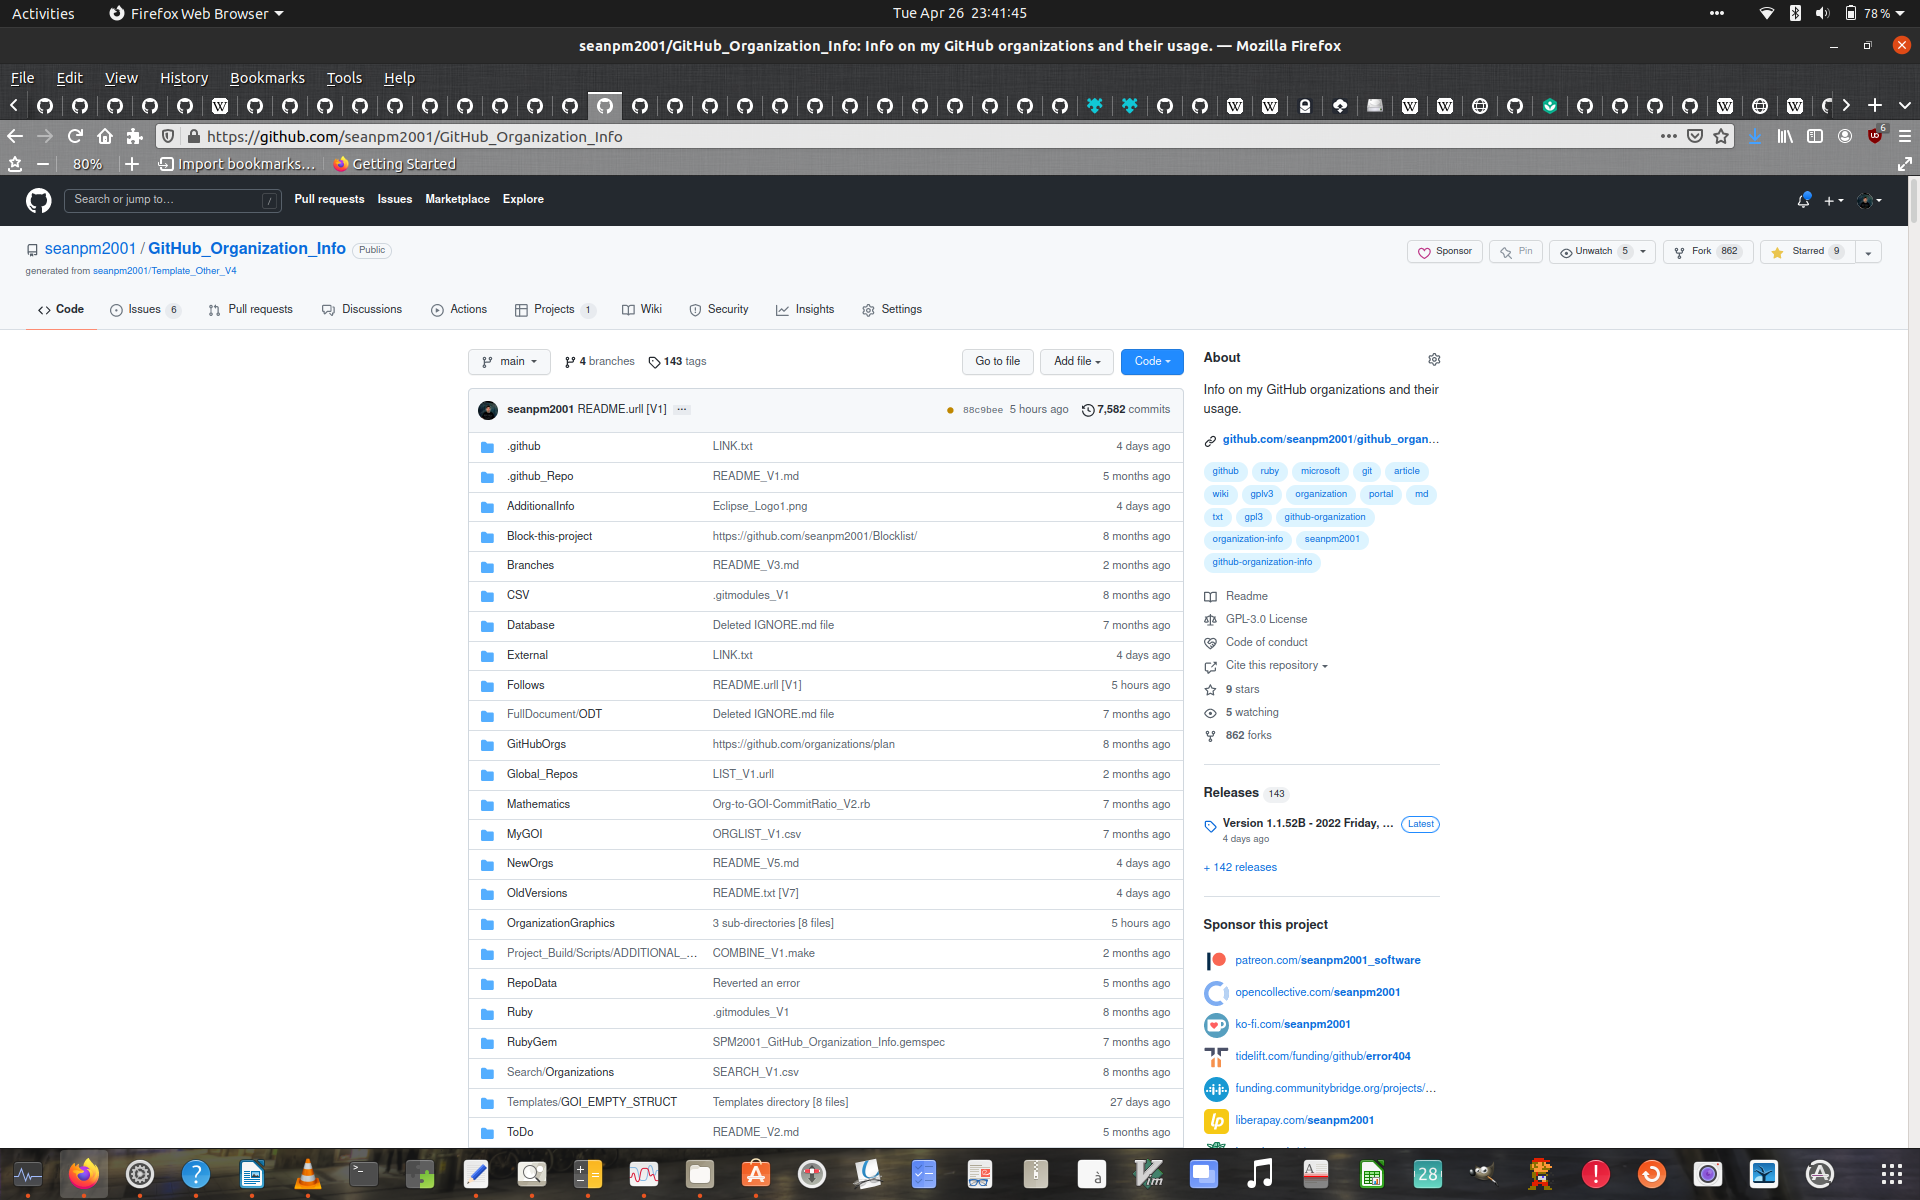 Activities
Firefox Web Browser
Tue Apr 26 23:41:45
78 %
seanpm2001/GitHub_Organization_Info: Info on my GitHub organizations and their usage. — Mozilla Firefox
File Edit View History Bookmarks Tools Help
https://github.com/seanpm2001/GitHub_Organization_Info
6
80%
Import bookmarks...
Getting Started
Search or jump to... /
Pull requests Issues Marketplace Explore
seanpm2001 / GitHub_Organization_Info Public
generated from seanpm2001/Template_Other_V4
Sponsor
Pin
Unwatch 5
Fork 862
Starred 9
Code
Issues 6
Pull requests
Discussions
Actions
Projects 1
Wiki
Security
Insights
Settings
main
4 branches
143 tags
Go to file
Add file
Code
seanpm2001 README.urll [V1] ...
88c9bee 5 hours ago
7,582 commits
.github LINK.txt 4 days ago
.github_Repo README_V1.md 5 months ago
AdditionalInfo Eclipse_Logo1.png 4 days ago
Block-this-project https://github.com/seanpm2001/Blocklist/ 8 months ago
Branches README_V3.md 2 months ago
CSV .gitmodules_V1 8 months ago
Database Deleted IGNORE.md file 7 months ago
External LINK.txt 4 days ago
Follows README.urll [V1] 5 hours ago
FullDocument/ODT Deleted IGNORE.md file 7 months ago
GitHubOrgs https://github.com/organizations/plan 8 months ago
Global_Repos LIST_V1.urll 2 months ago
Mathematics Org-to-GOI-CommitRatio_V2.rb 7 months ago
MyGOI ORGLIST_V1.csv 7 months ago
NewOrgs README_V5.md 4 days ago
OldVersions README.txt [V7] 4 days ago
OrganizationGraphics 3 sub-directories [8 files] 5 hours ago
Project_Build/Scripts/ADDITIONAL_... COMBINE_V1.make 2 months ago
RepoData Reverted an error 5 months ago
Ruby .gitmodules_V1 8 months ago
RubyGem SPM2001_GitHub_Organization_Info.gemspec 7 months ago
Search/Organizations SEARCH_V1.csv 8 months ago
Templates/GOI_EMPTY_STRUCT Templates directory [8 files] 27 days ago
ToDo README_V2.md 5 months ago
About
Info on my GitHub organizations and their
usage.
github.com/seanpm2001/github_organ...
github ruby microsoft git article
wiki gplv3 organization portal md
txt gpl3 github-organization
organization-info seanpm2001
github-organization-info
Readme
GPL-3.0 License
Code of conduct
Cite this repository
9 stars
5 watching
862 forks
Releases 143
Version 1.1.52B - 2022 Friday, ... Latest
4 days ago
+ 142 releases
Sponsor this project
patreon.com/seanpm2001_software
opencollective.com/seanpm2001
ko-fi.com/seanpm2001
tidelift.com/funding/github/error404
funding.communitybridge.org/projects/...
lp liberapay.com/seanpm2001
28